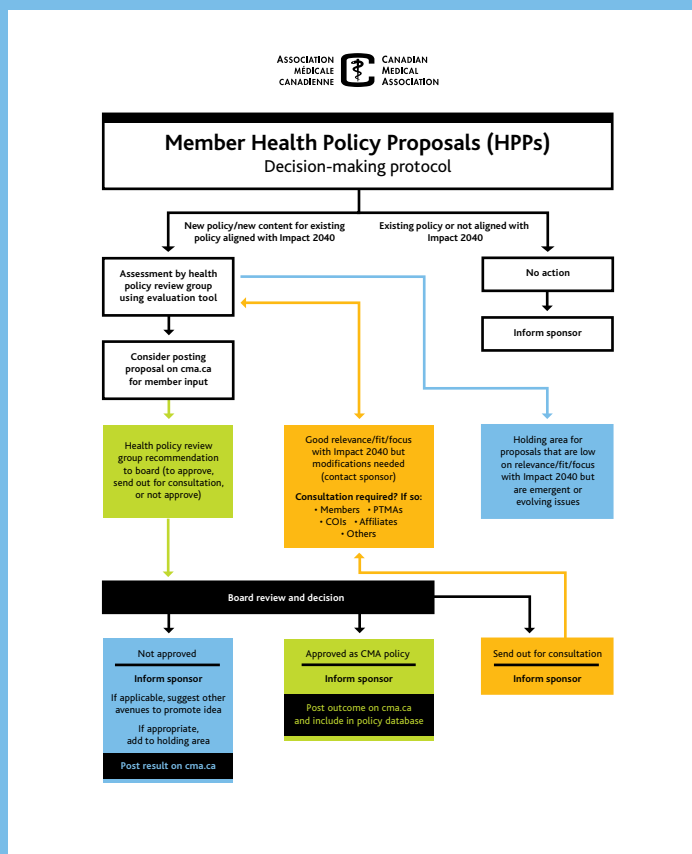 ASSOCIATION
MÉDICALE
CANADIENNE
CANADIAN
MEDICAL
ASSOCIATION
Member Health Policy Proposals (HPPs)
Decision-making protocol
New policy/new content for existing
policy aligned with Impact 2040
Existing policy or not aligned with
Impact 2040
Assessment by health
policy review group
using evaluation tool
No action
Inform sponsor
Consider posting
proposal on cma.ca
for member input
Health policy review
group recommendation
to board (to approve,
send out for consultation,
or not approve)
Good relevance/fit/focus
with Impact 2040 but
modifications needed
(contact sponsor)
Consultation required? If so:
• Members • PTMAs
• COIs • Affiliates
• Others
Holding area for
proposals that are low
on relevance/fit/focus
with Impact 2040 but
are emergent or
evolving issues
Board review and decision
Not approved
Inform sponsor
If applicable, suggest other
avenues to promote idea
If appropriate,
add to holding area
Post result on cma.ca
Approved as CMA policy
Inform sponsor
Post outcome on cma.ca
and include in policy database
Send out for consultation
Inform sponsor